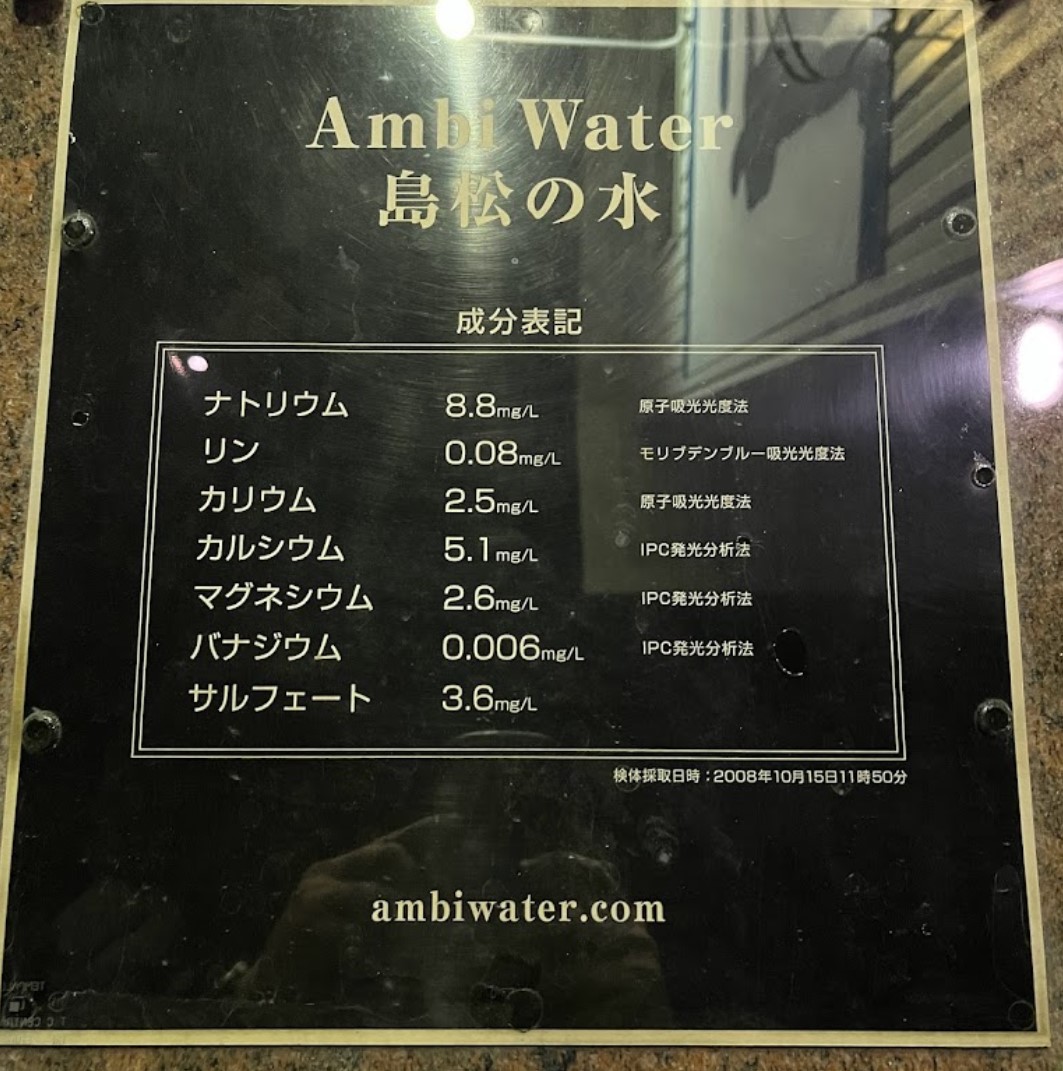 Ambi Water
島松の水
成分表記
ナトリウム 8.8mg/L 原子吸光光度法
リン 0.08mg/L モリブデンブルー吸光光度法
カリウム 2.5mg/L 原子吸光光度法
カルシウム 5.1mg/L IPC発光分析法
マグネシウム 2.6mg/L IPC発光分析法
バナジウム 0.006mg/L IPC発光分析法
サルフェート 3.6mg/L
検体採取日時：2008年10月15日11時50分
ambiwater.com